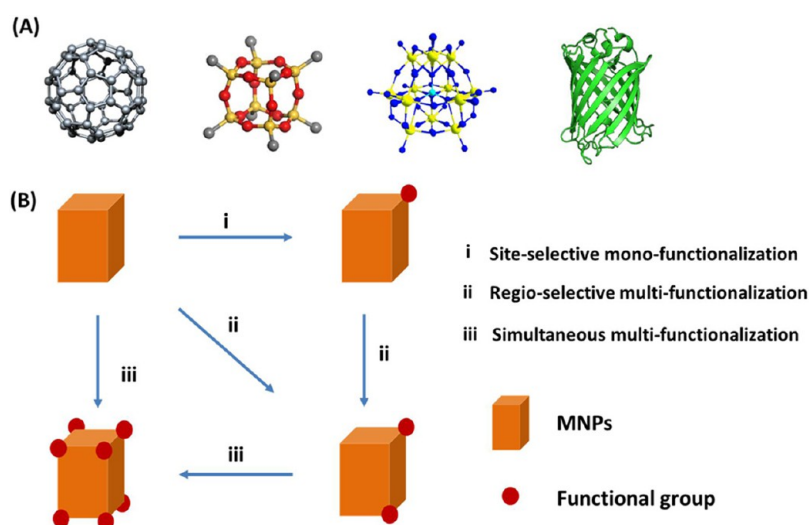 (A)
(B)
i
i Site-selective mono-functionalization
ii Regio-selective multi-functionalization
ii
ii
iii Simultaneous multi-functionalization
iii
MNPs
iii
Functional group